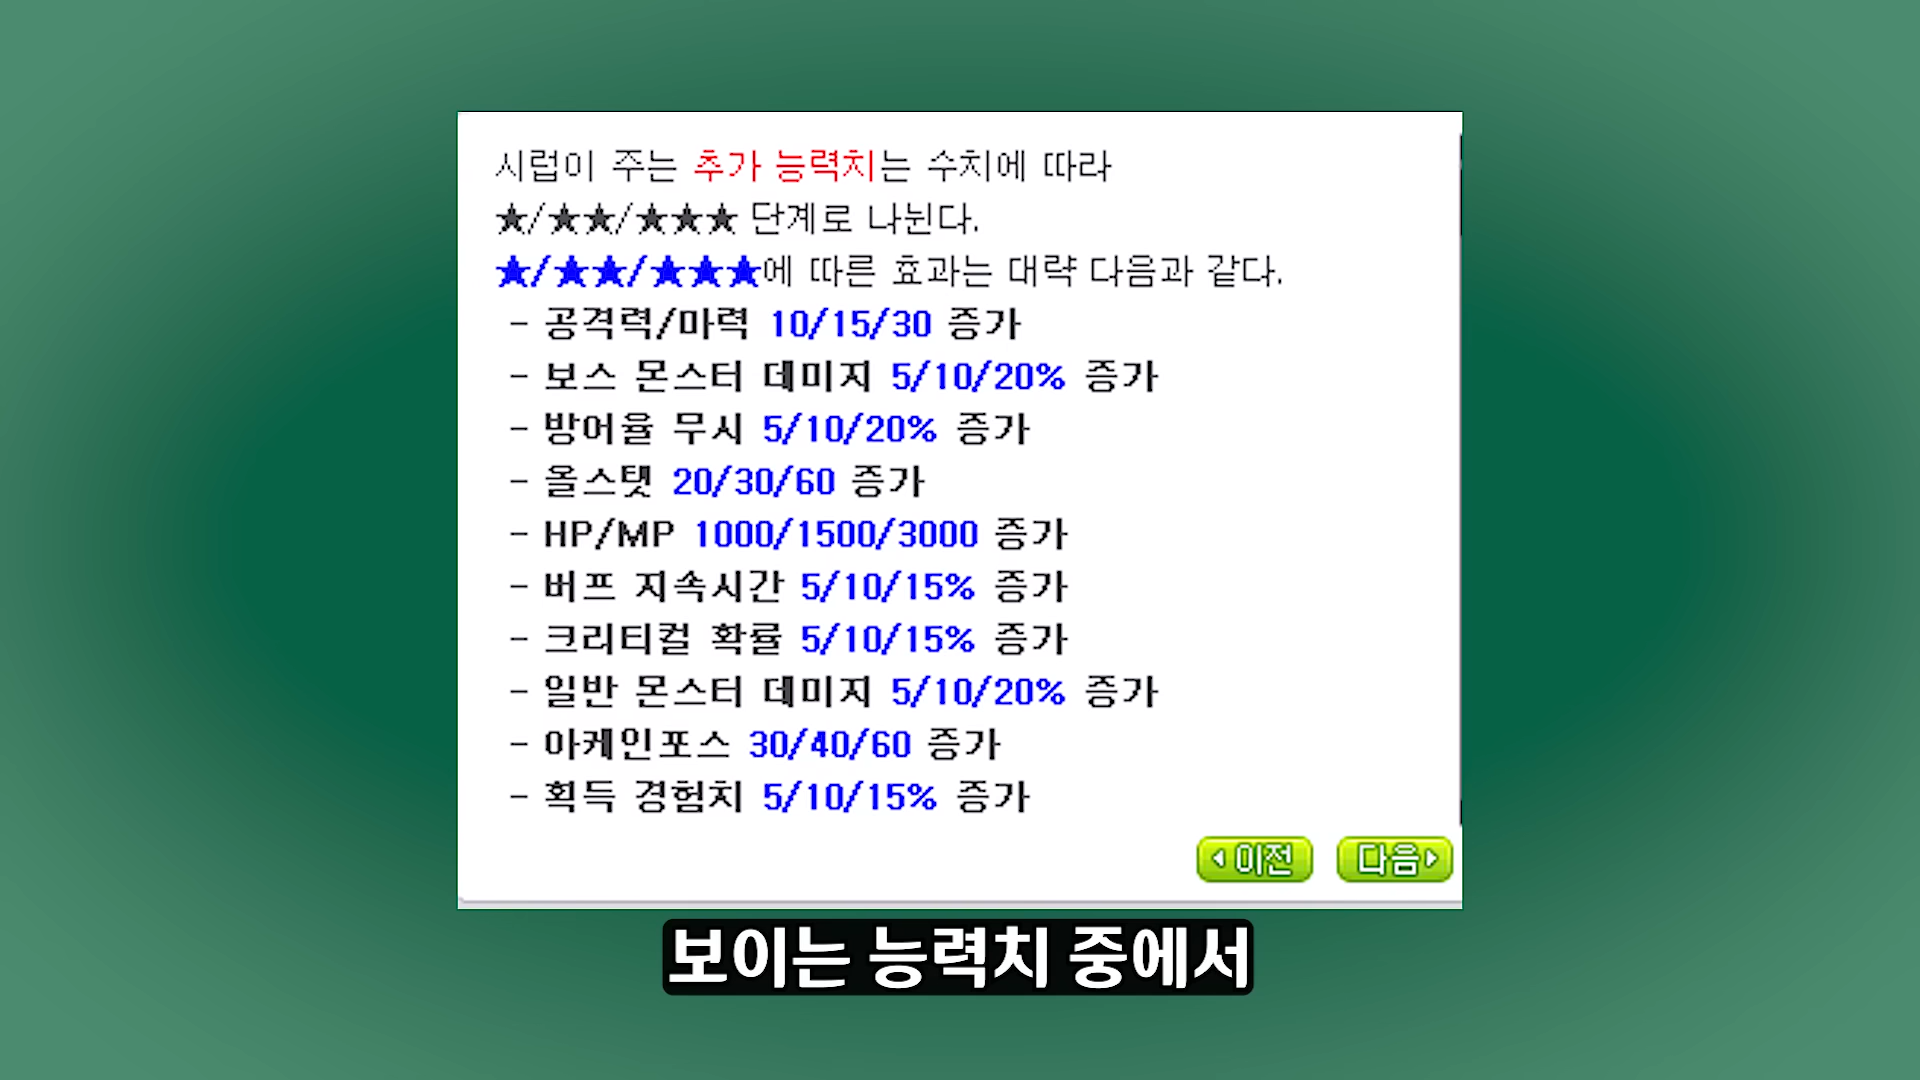 시럽이 주는 추가 능력치는 수치에 따라
★/★★/★★★ 단계로 나뉜다.
★/★★/★★★에 따른 효과는 대략 다음과 같다.
- 공격력/마력 10/15/30 증가
- 보스 몬스터 데미지 5/10/20% 증가
- 방어율 무시 5/10/20% 증가
- 올스탯 20/30/60 증가
- HP/MP 1000/1500/3000 증가
- 버프 지속시간 5/10/15% 증가
- 크리티컬 확률 5/10/15% 증가
- 일반 몬스터 데미지 5/10/20% 증가
- 아케인포스 30/40/60 증가
- 획득 경험치 5/10/15% 증가
이전 다음
보이는 능력치 중에서